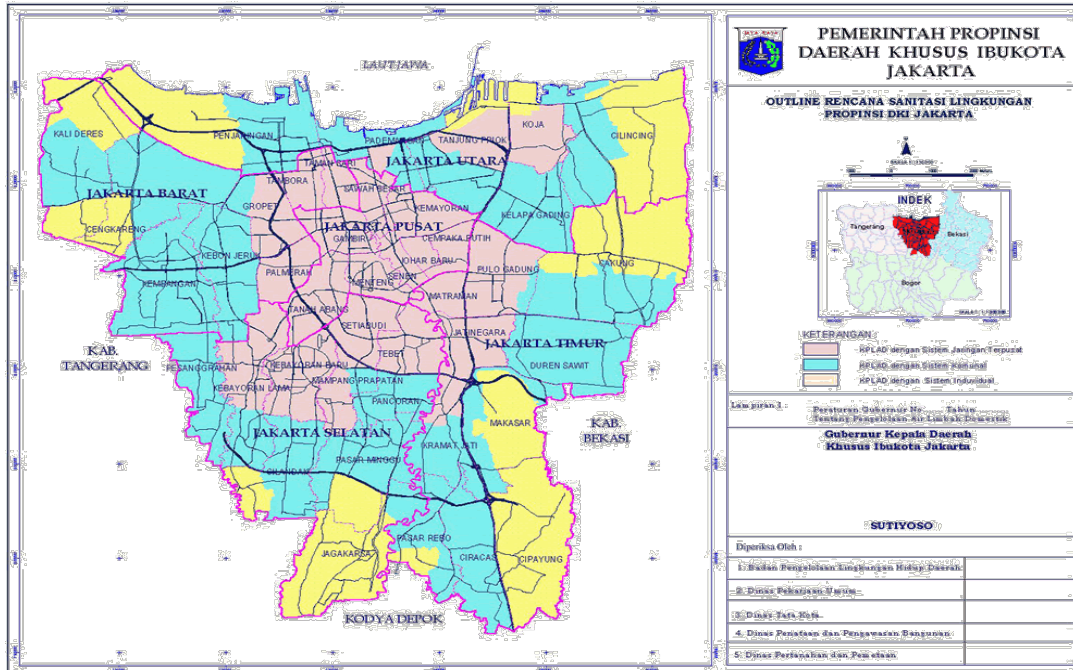 LAUT JAWA
KALI DERES
PENJARINGAN
PADEMANGAN
TANJUNG PRIOK
KOJA
CILINCING
TAMAN SARI
JAKARTA UTARA
JAKARTA BARAT
TAMBORA
SAWAH BESAR
GROPET
KEMAYORAN
KELAPA GADING
CENGKARENG
JAKARTA PUSAT
GAMBIR
CEMPAKA PUTIH
KEBON JERUK
JOHAR BARU
CAKUNG
PALMERAH
SENEN
PULO GADUNG
KEMBANGAN
MENTENG
MATRAMAN
TANAH ABANG
SETIABUDI
JATINEGARA
JAKARTA TIMUR
KAB.
TANGERANG
TEBET
PESANGGRAHAN
KEBAYORAN BARU
DUREN SAWIT
KEBAYORAN LAMA
MAMPANG PRAPATAN
PANCORAN
MAKASAR
KAB.
BEKASI
JAKARTA SELATAN
KRAMAT JATI
PASAR MINGGU
CILANDAK
PASAR REBO
JAGAKARSA
CIRACAS
CIPAYUNG
KODYA DEPOK
PEMERINTAH PROPINSI
DAERAH KHUSUS IBUKOTA
JAKARTA
OUTLINE RENCANA SANITASI LINGKUNGAN
PROPINSI DKI JAKARTA
INDEK
Tangerang
Bekasi
Bogor
KETERANGAN :
KPLAD dengan Sistem Jaringan Terpusat
KPLAD dengan Sistem Komunal
KPLAD dengan Sistem Induvidual
Lampiran 1 :
Peraturan Gubernur No. Tahun
Tentang Pengelolaan Air Limbah Domestik
Gubernur Kepala Daerah
Khusus Ibukota Jakarta
SUTIYOSO
Diperiksa Oleh :
1. Badan Pengelolaan Lingkungan Hidup Daerah
2. Dinas Pekerjaan Umum
3. Dinas Tata Kota
4. Dinas Penataan dan Pengawasan Bangunan
5. Dinas Pertanahan dan Pemetaan